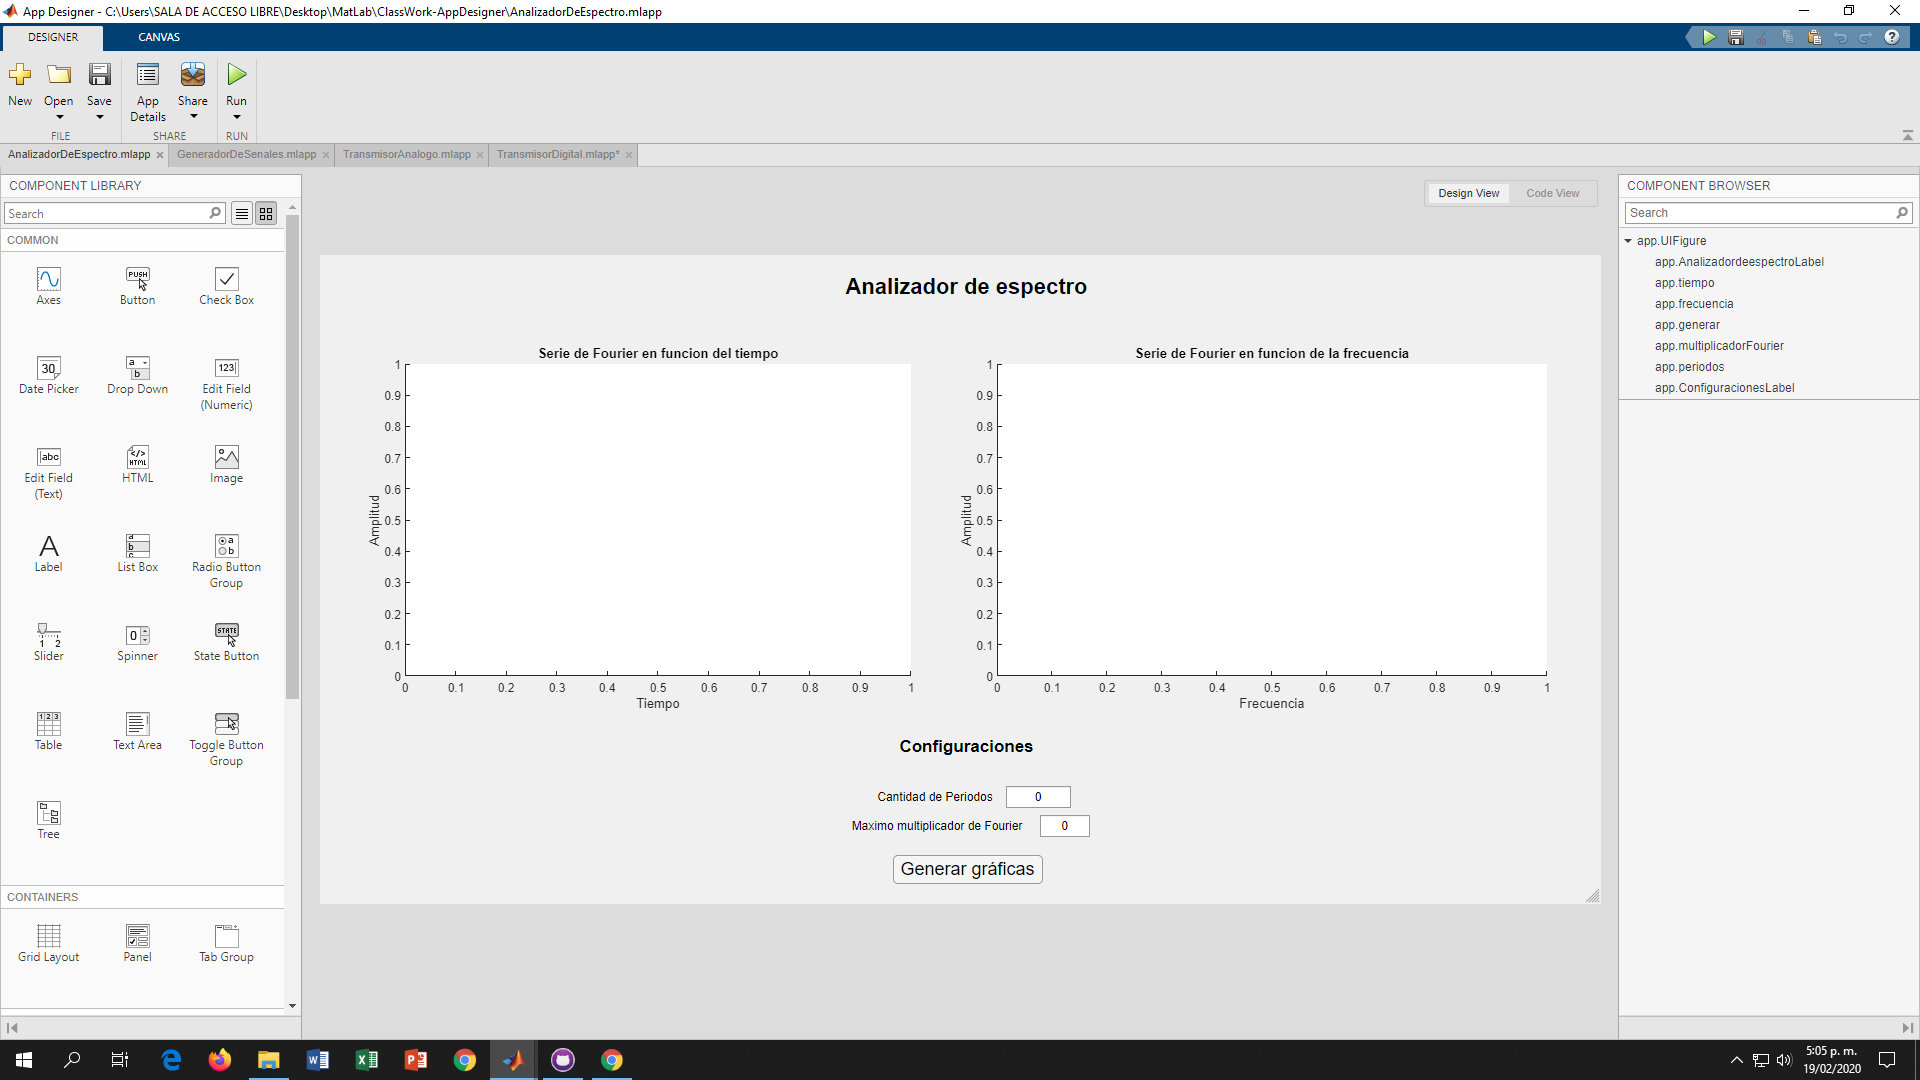 App Designer - C:\Users\SALA DE ACCESO LIBRE\Desktop\MatLab\ClassWork-AppDesigner\AnalizadorDeEspectro.mlapp
DESIGNER CANVAS
New Open Save App Details Share Run
FILE SHARE RUN
AnalizadorDeEspectro.mlapp GeneradorDeSenales.mlapp TransmisorAnalogo.mlapp TransmisorDigital.mlapp*
COMPONENT LIBRARY
Search
COMMON
Axes Button Check Box
Date Picker Drop Down Edit Field (Numeric)
Edit Field (Text) HTML Image
Label List Box Radio Button Group
Slider Spinner State Button
Table Text Area Toggle Button Group
Tree
CONTAINERS
Grid Layout Panel Tab Group
Design View Code View
Analizador de espectro
Serie de Fourier en funcion del tiempo
1
0.9
0.8
0.7
0.6
0.5
0.4
0.3
0.2
0.1
0
Amplitud
0 0.1 0.2 0.3 0.4 0.5 0.6 0.7 0.8 0.9 1
Tiempo
Serie de Fourier en funcion de la frecuencia
1
0.9
0.8
0.7
0.6
0.5
0.4
0.3
0.2
0.1
0
Amplitud
0 0.1 0.2 0.3 0.4 0.5 0.6 0.7 0.8 0.9 1
Frecuencia
Configuraciones
Cantidad de Periodos 0
Maximo multiplicador de Fourier 0
Generar gráficas
COMPONENT BROWSER
Search
app.UIFigure
app.AnalizadordeespectroLabel
app.tiempo
app.frecuencia
app.generar
app.multiplicadorFourier
app.periodos
app.ConfiguracionesLabel
5:05 p. m.
19/02/2020